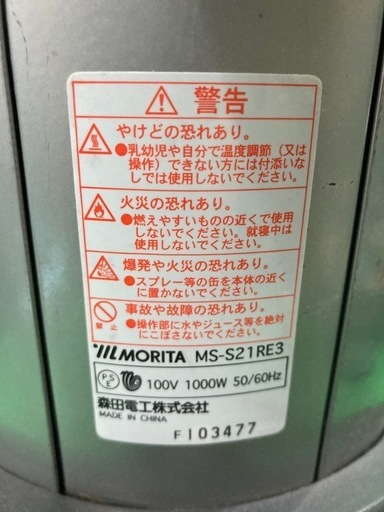 警告
やけどの恐れあり。
●乳幼児や自分で温度調節(又は
操作)できない方には付添いな
しでは使用しないでください。
火災の恐れあり。
●燃えやすいものの近くで使用
しないでください。就寝中は使
用しないでください。
爆発や火災の恐れあり。
●スプレー等の缶を本体の近く
に置かないでください。
事故や故障の恐れあり。
●操作部に水やジュース等を絶対
にこぼさないでください。
禁止
MORITA MS-S21RE3
PSE 100V 1000W 50/60Hz
森田電工株式会社
MADE IN CHINA
F103477